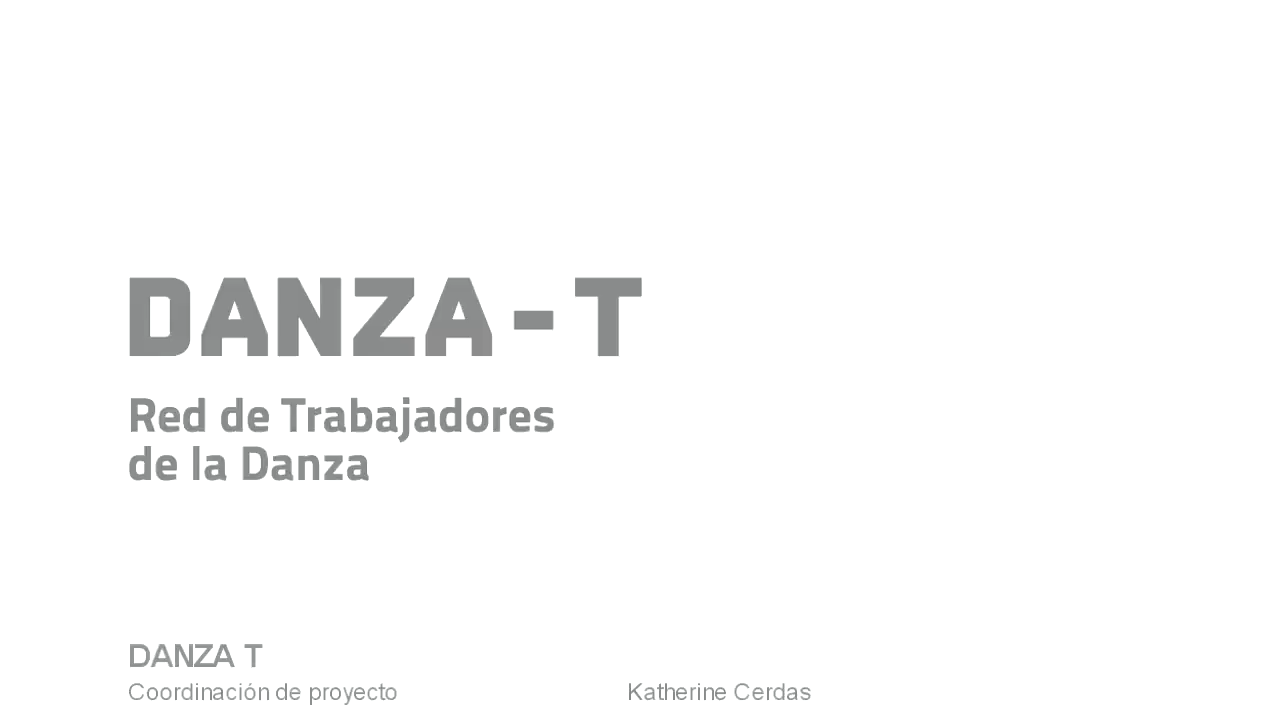 DANZA - T
Red de Trabajadores
de la Danza
DANZA T
Coordinación de proyecto Katherine Cerdas